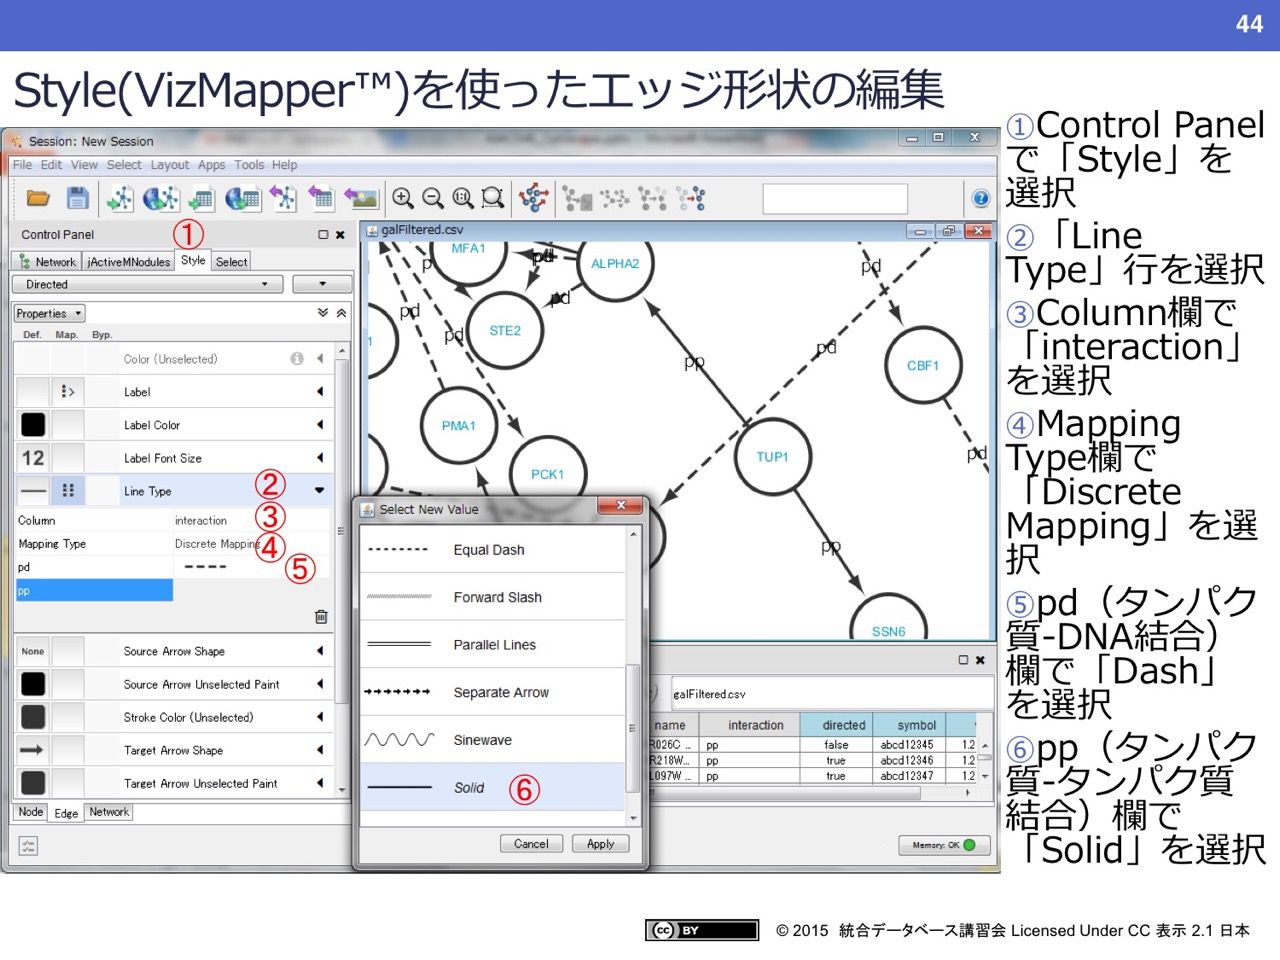 44
Style(VizMapper™)を使ったエッジ形状の編集
①Control Panel
で「Style」を
選択
②「Line
Type」行を選択
③Column欄で
「interaction」
を選択
④Mapping
Type欄で
「Discrete
Mapping」を選
択
⑤pd（タンパク
質-DNA結合）
欄で「Dash」
を選択
⑥pp（タンパク
質-タンパク質
結合）欄で
「Solid」を選択
Session: New Session
File Edit View Select Layout Apps Tools Help
Control Panel
①
Network
jActiveMNodules
Style
Select
Directed
Properties
Def. Map. Byp.
Color (Unselected)
Label
Label Color
12 Label Font Size
Line Type ②
Column interaction ③
Mapping Type Discrete Mapping ④
pd ⑤
pp
None Source Arrow Shape
Source Arrow Unselected Paint
Stroke Color (Unselected)
Target Arrow Shape
Target Arrow Unselected Paint
Node Edge Network
galFiltered.csv
MFA1
ALPHA2
STE2
CBF1
PMA1
PCK1
TUP1
SSN6
pd
pd
pd
pd
pd
pd
pd
pp
pp
Select New Value
Equal Dash
Forward Slash
Parallel Lines
Separate Arrow
Sinewave
Solid ⑥
Cancel Apply
galFiltered.csv
name interaction directed symbol
R026C ... pp false abcd12345 1.2
R218W... pp true abcd12346 1.2
L097W ... pp true abcd12347 1.2
Memory: OK
cc BY
© 2015 統合データベース講習会 Licensed Under CC 表示 2.1 日本